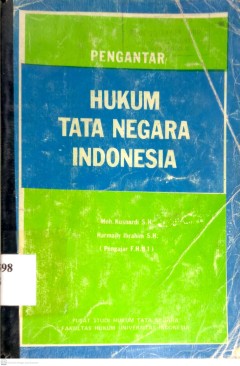 PENGANTAR
HUKUM
TATA NEGARA
INDONESIA
Moh. Kusnardi S.H.
Harmaily Ibrahim S.H.
( Pengajar F.H.U.I )
PUSAT STUDI HUKUM TATA NEGARA
FAKULTAS HUKUM UNIVERSITAS INDONESIA
98